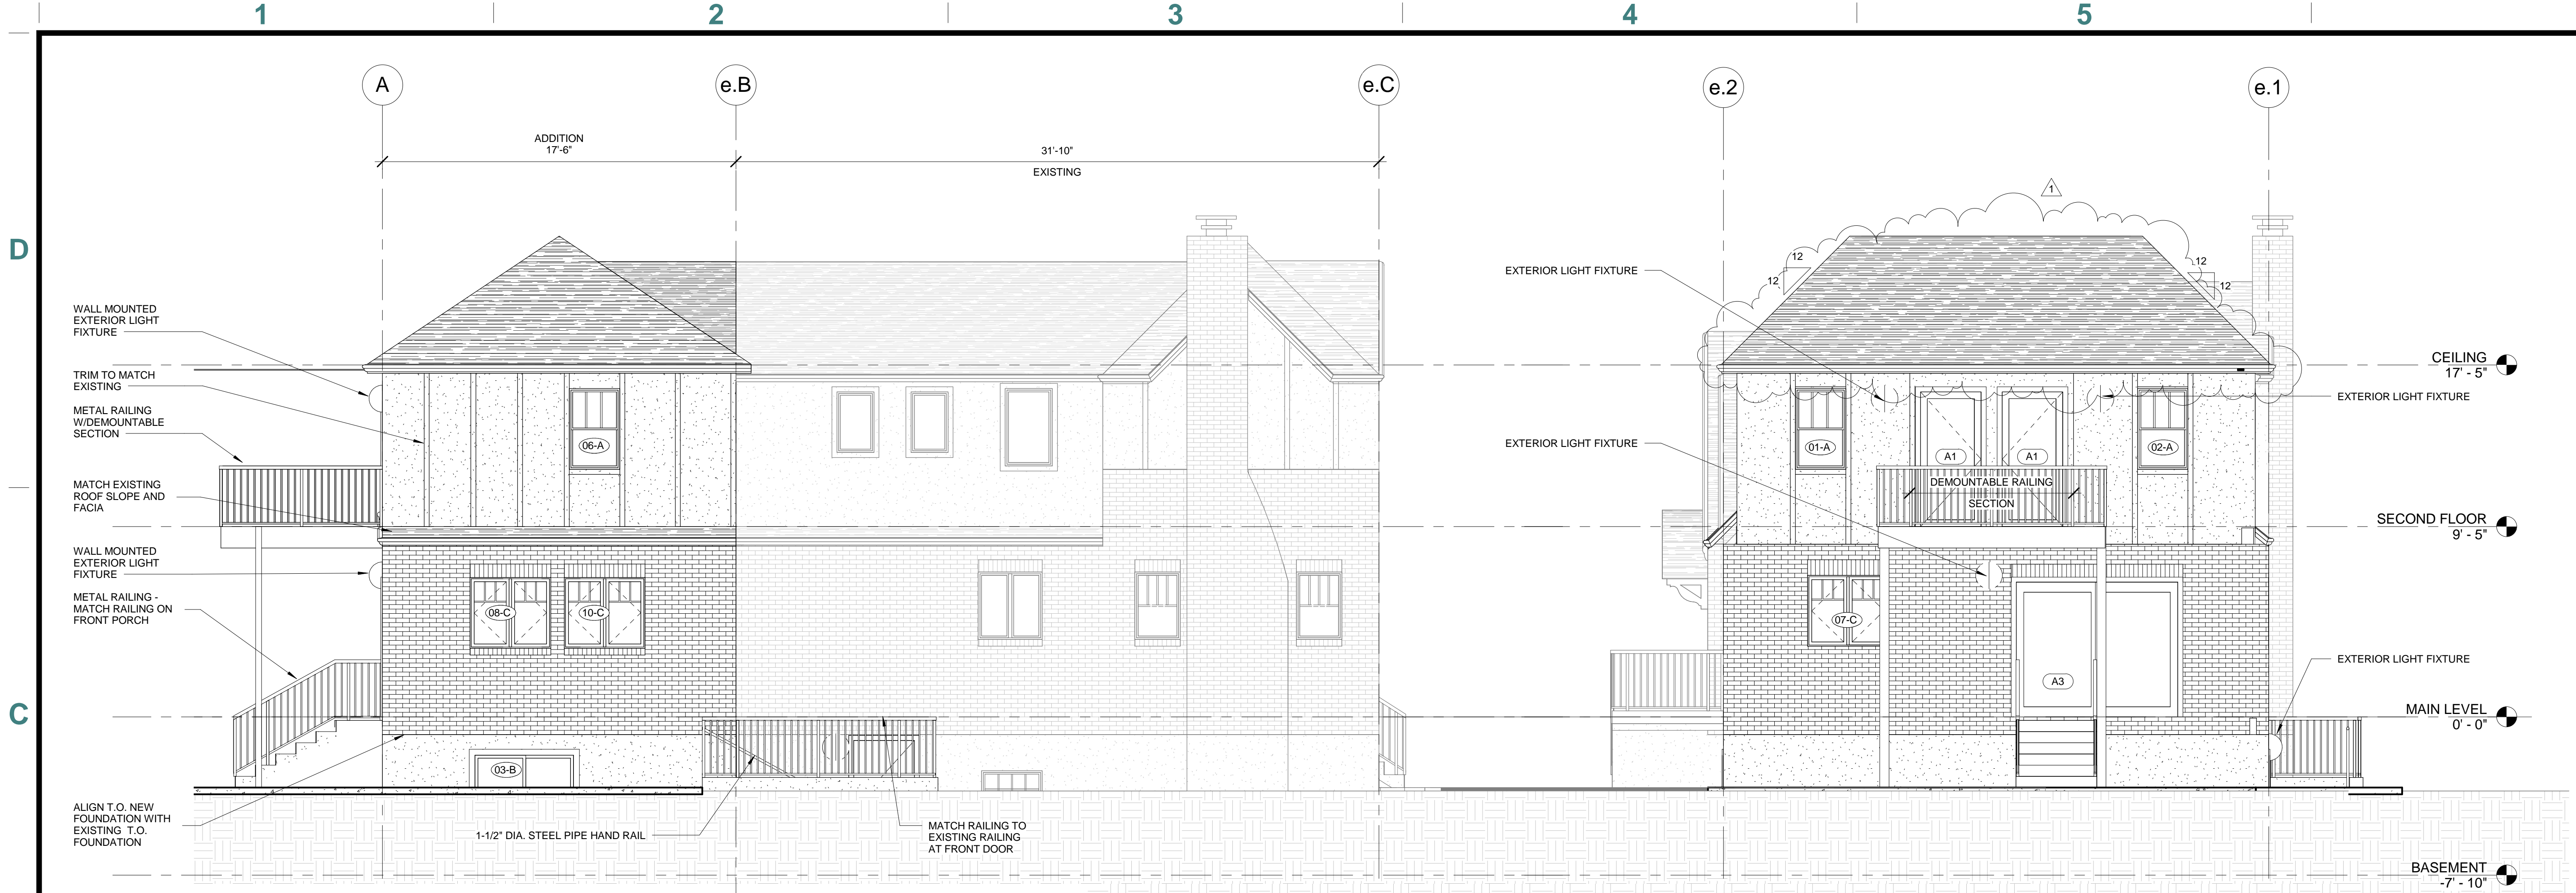 1
2
3
4
5
D
C
A
e.B
e.C
e.2
e.1
ADDITION
17'-6"
31'-10"
EXISTING
WALL MOUNTED
EXTERIOR LIGHT
FIXTURE
TRIM TO MATCH
EXISTING
METAL RAILING
W/DEMOUNTABLE
SECTION
MATCH EXISTING
ROOF SLOPE AND
FACIA
WALL MOUNTED
EXTERIOR LIGHT
FIXTURE
METAL RAILING -
MATCH RAILING ON
FRONT PORCH
ALIGN T.O. NEW
FOUNDATION WITH
EXISTING T.O.
FOUNDATION
06-A
08-C
10-C
03-B
1-1/2" DIA. STEEL PIPE HAND RAIL
MATCH RAILING TO
EXISTING RAILING
AT FRONT DOOR
1
12
12
12
12
EXTERIOR LIGHT FIXTURE
EXTERIOR LIGHT FIXTURE
EXTERIOR LIGHT FIXTURE
EXTERIOR LIGHT FIXTURE
01-A
A1
A1
02-A
DEMOUNTABLE RAILING
SECTION
07-C
A3
CEILING
17' - 5"
SECOND FLOOR
9' - 5"
MAIN LEVEL
0' - 0"
BASEMENT
-7' - 10"